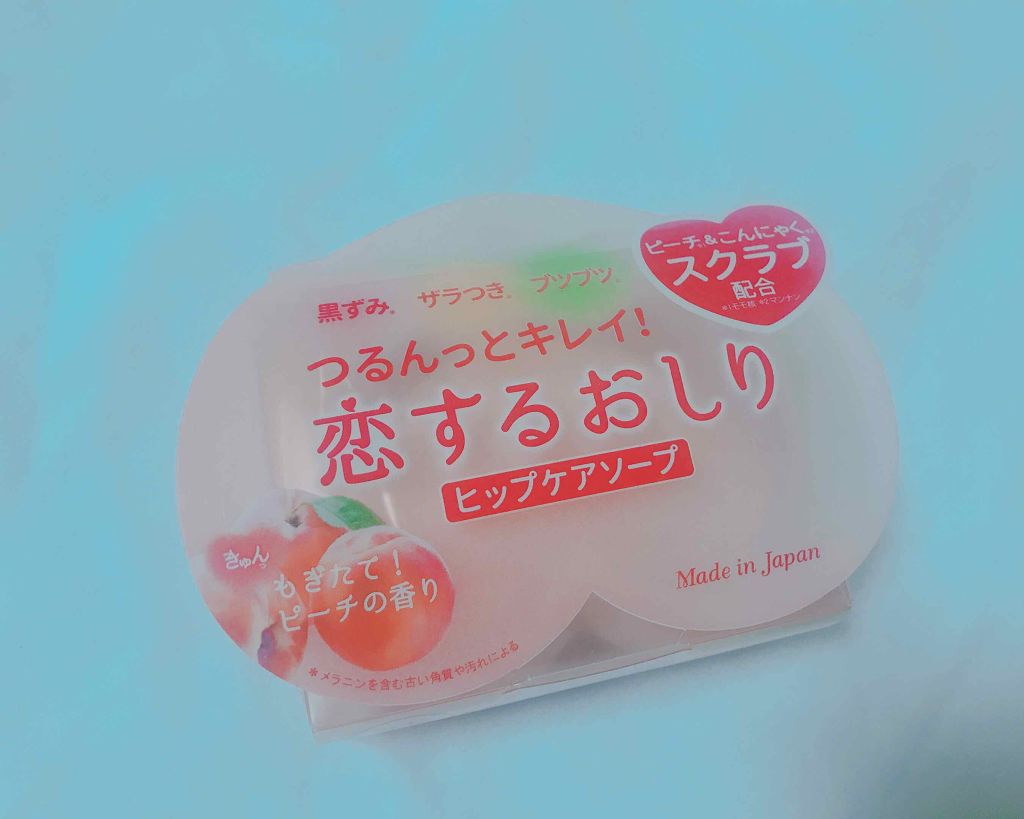 ピーチ※1&こんにゃく※2
スクラブ
配合
※1モモ核 ※2マンナン
黒ずみ* ザラつき* ブツブツ*
つるんっとキレイ!
恋するおしり
ヒップケアソープ
きゅんっ
もぎたて!
ピーチの香り
Made in Japan
*メラニンを含む古い角質や汚れによる